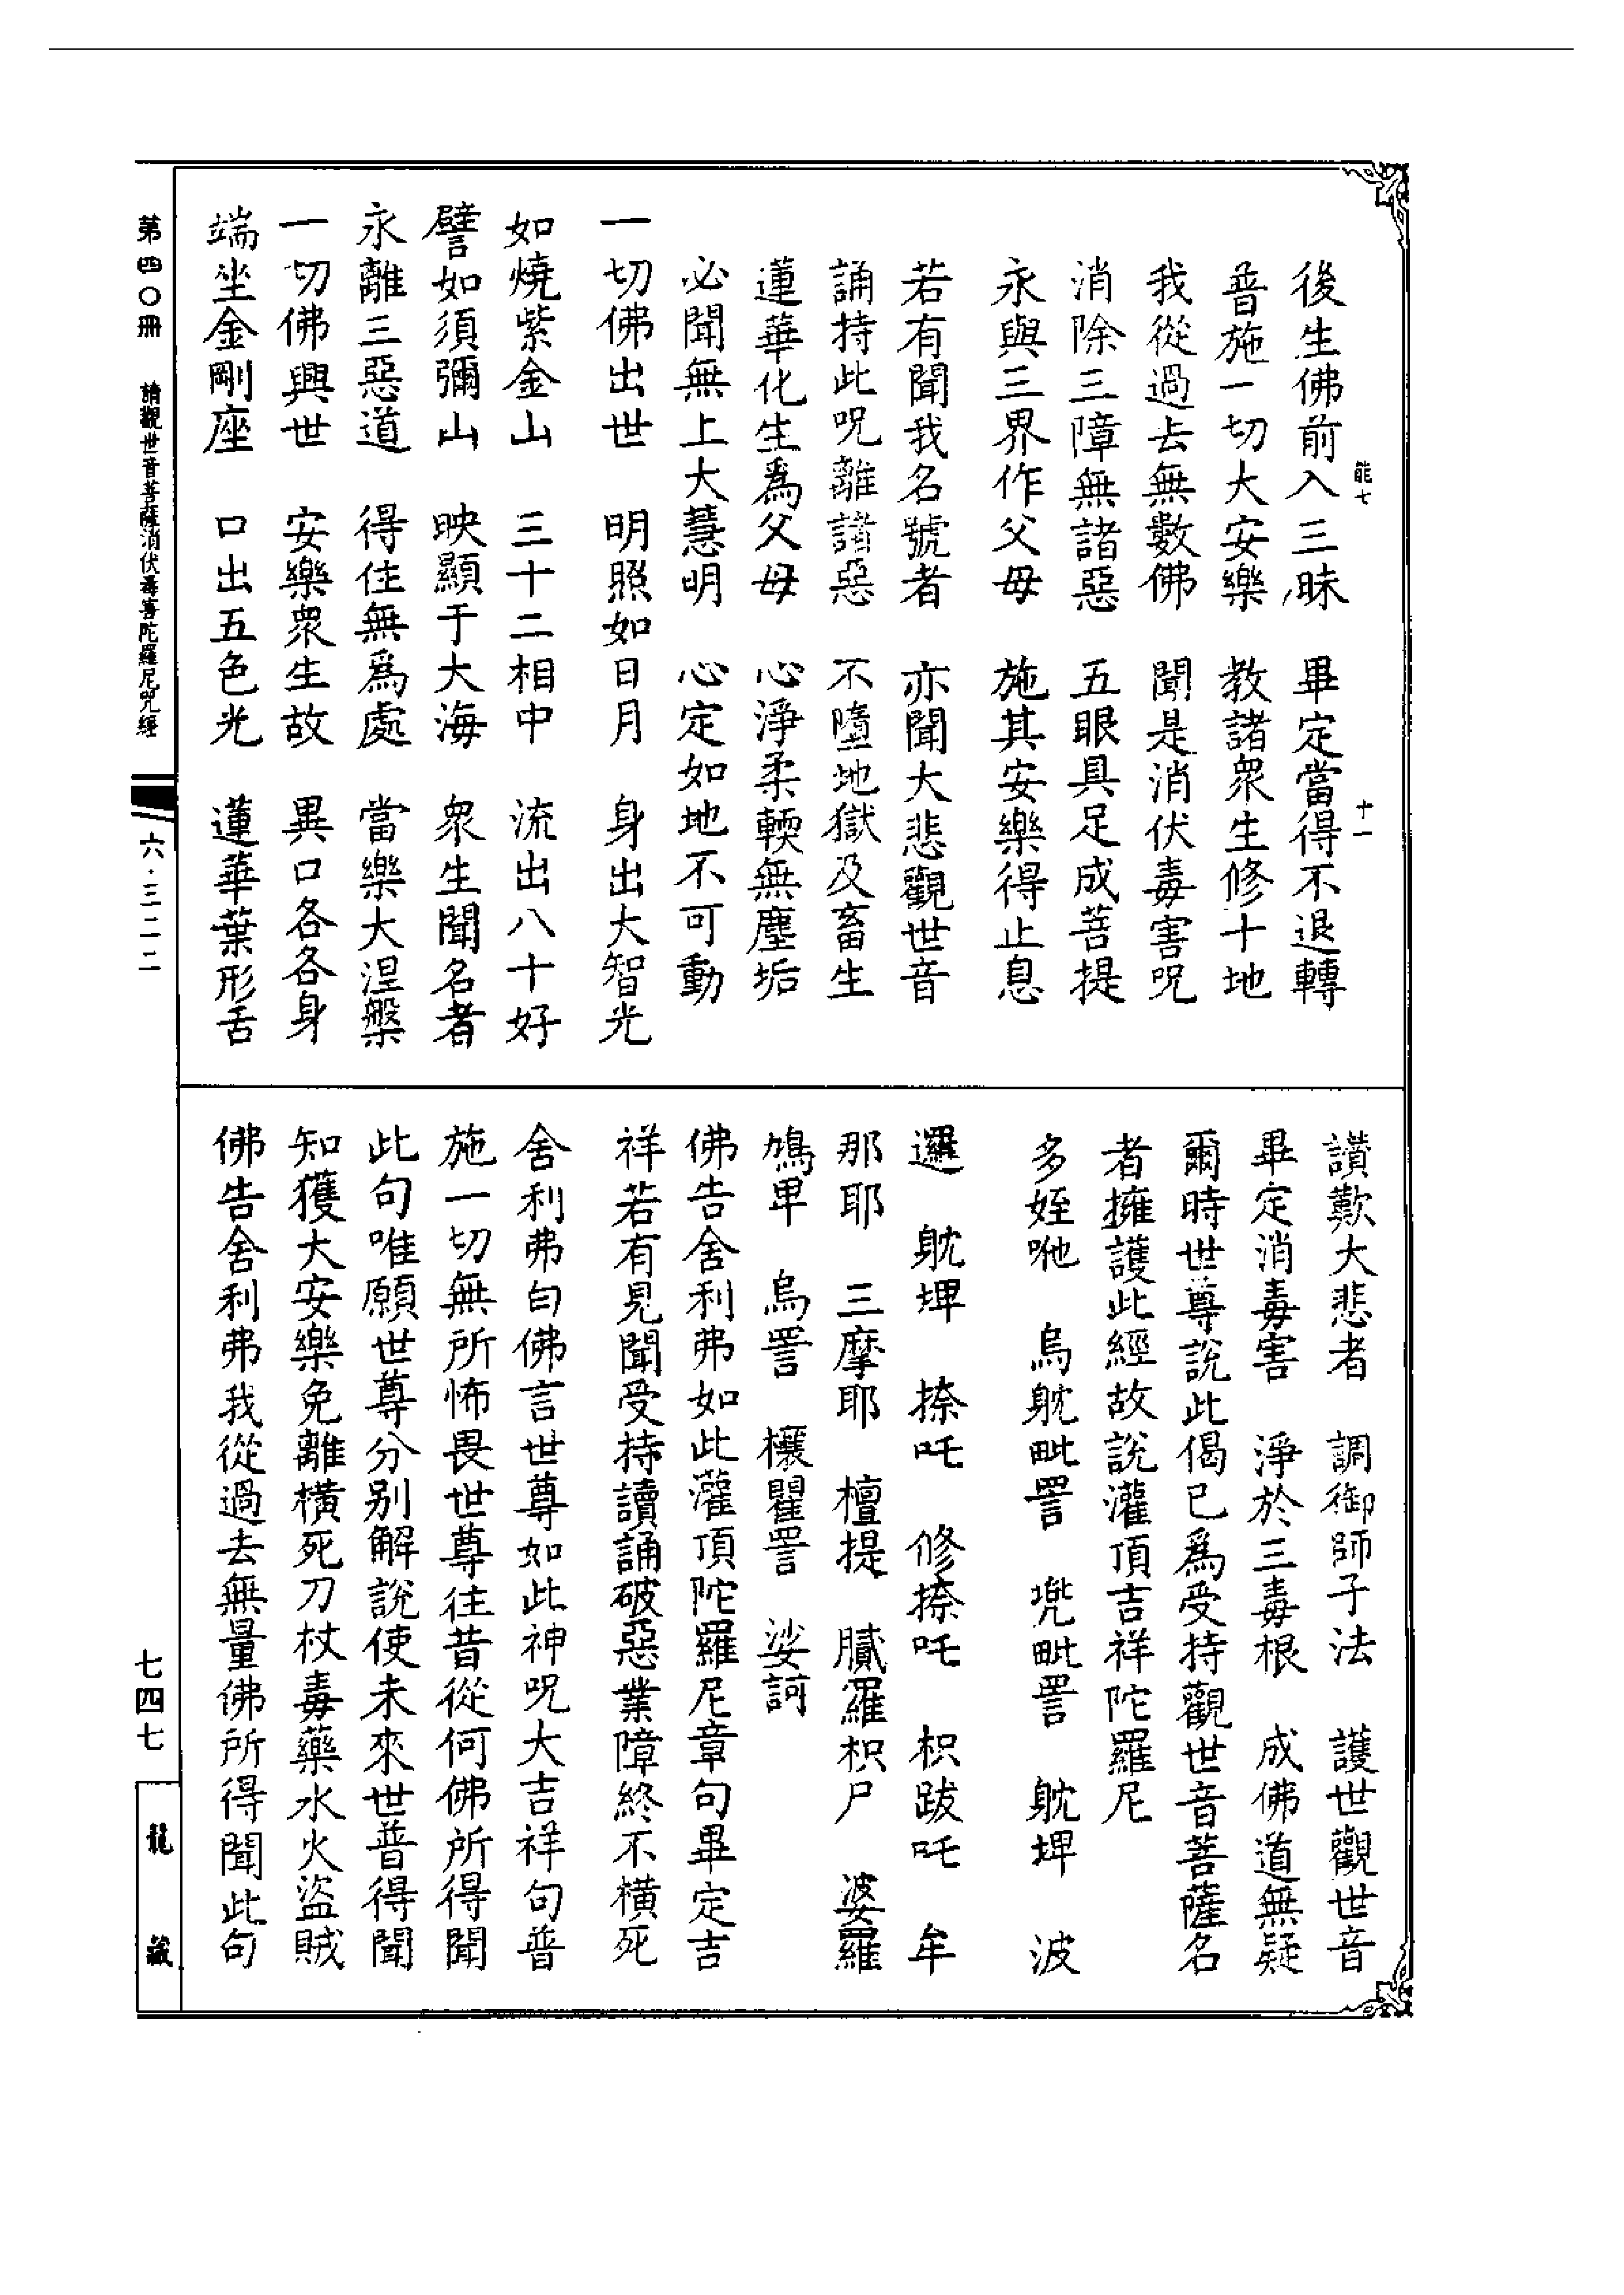 能七
十一
後生佛前入三昧　畢定當得不退轉
普施一切大安樂　教諸衆生修十地
我從過去無數佛　聞是消伏毒害呪
消除三障無諸惡　五眼具足成菩提
永與三界作父母　施其安樂得止息
若有聞我名號者　亦聞大悲觀世音
誦持此呪離諸惡　不墮地獄及畜生
蓮華化生爲父母　心淨柔輭無塵垢
必聞無上大慧明　心定如地不可動
一切佛出世　明照如日月　身出大智光
如燒紫金山　三十二相中　流出八十好
譬如須彌山　映顯于大海　衆生聞名者
永離三惡道　得住無爲處　當樂大涅槃
一切佛興世　安樂衆生故　異口各各身
端坐金剛座　口出五色光　蓮華葉形舌
讃歎大悲者　調御師子法　護世觀世音
畢定消毒害　淨於三毒根　成佛道無疑
爾時世尊說此偈已爲受持觀世音菩薩名
者擁護此經故說灌頂吉祥陀羅尼
多姪咃　烏躭毗詈　兠毗詈　躭埤　波
邏　躭埤　捺吒　修捺吒　枳跋吒　牟
那耶　三摩耶　檀提　膩羅枳尸　婆羅
鳩卑　烏詈　欀瞿詈　娑訶
佛告舍利弗如此灌頂陀羅尼章句畢定吉
祥若有見聞受持讀誦破惡業障終不橫死
舍利弗白佛言世尊如此神呪大吉祥句普
施一切無所怖畏世尊往昔從何佛所得聞
此句唯願世尊分别解說使未來世普得聞
知獲大安樂免離橫死刀杖毒藥水火盜賊
佛告舍利弗我從過去無量佛所得聞此句
第四〇冊　請觀世音菩薩消伏毒害陀羅尼咒經
六·三二二
七四七
龍藏